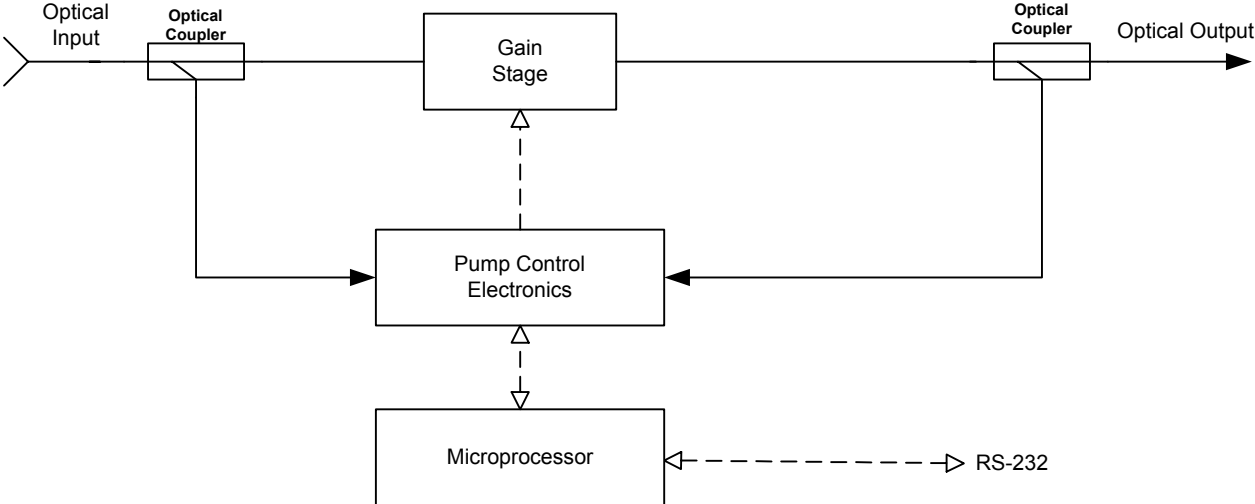 Optical
Input
Optical
Coupler
Gain
Stage
Optical
Coupler
Optical Output
Pump Control
Electronics
Microprocessor
RS-232